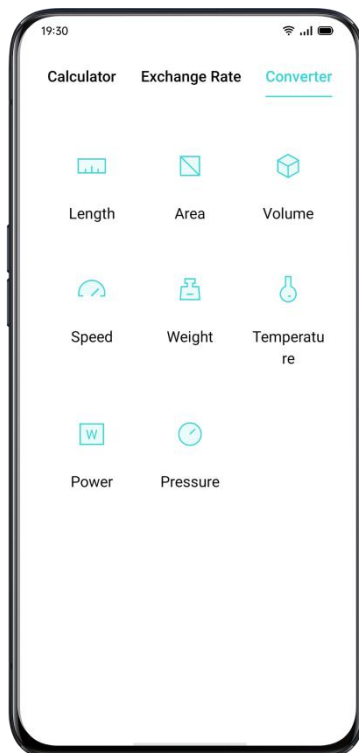 19:30
Calculator Exchange Rate Converter
Length Area Volume
Speed Weight Temperatu
re
W
Power Pressure